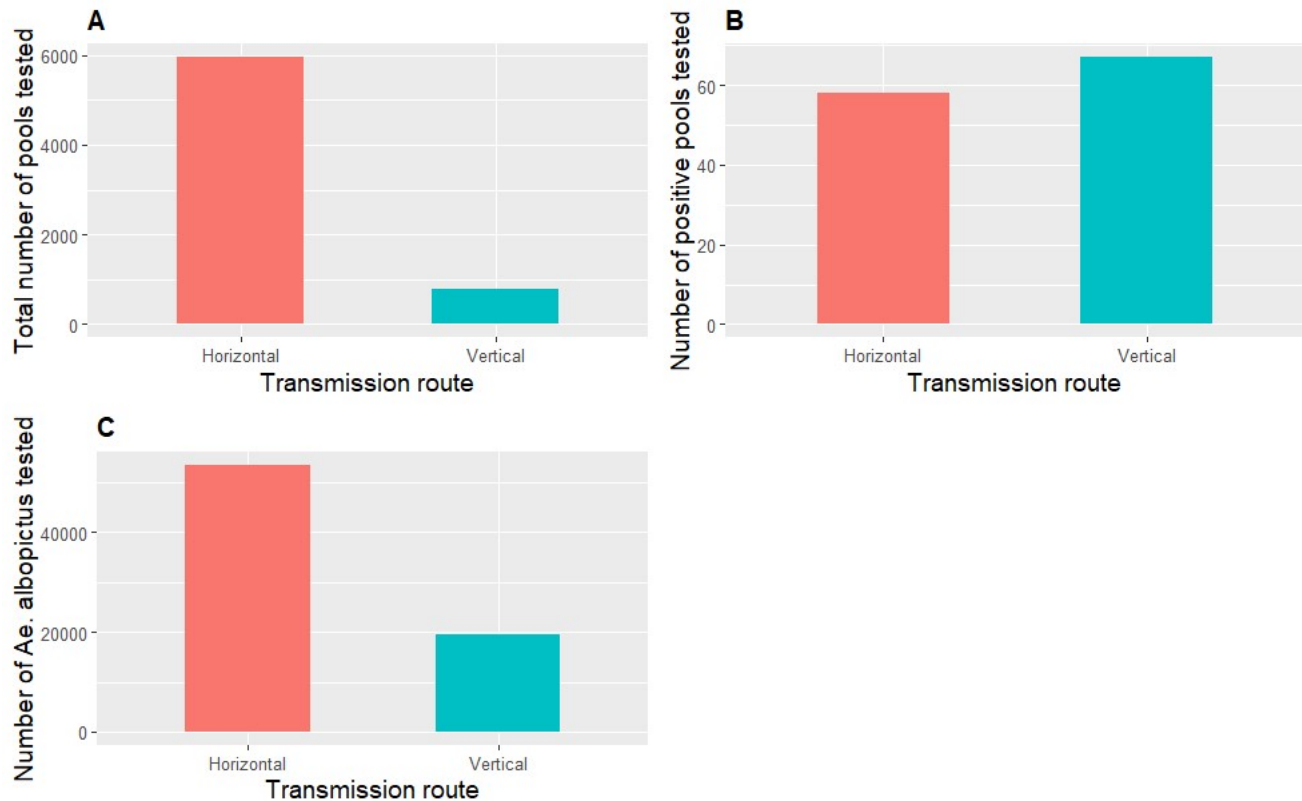 A
Total number of pools tested
6000
4000
2000
0
Horizontal
Vertical
Transmission route
B
Number of positive pools tested
60
40
20
0
Horizontal
Vertical
Transmission route
C
Number of Ae. albopictus tested
40000
20000
0
Horizontal
Vertical
Transmission route